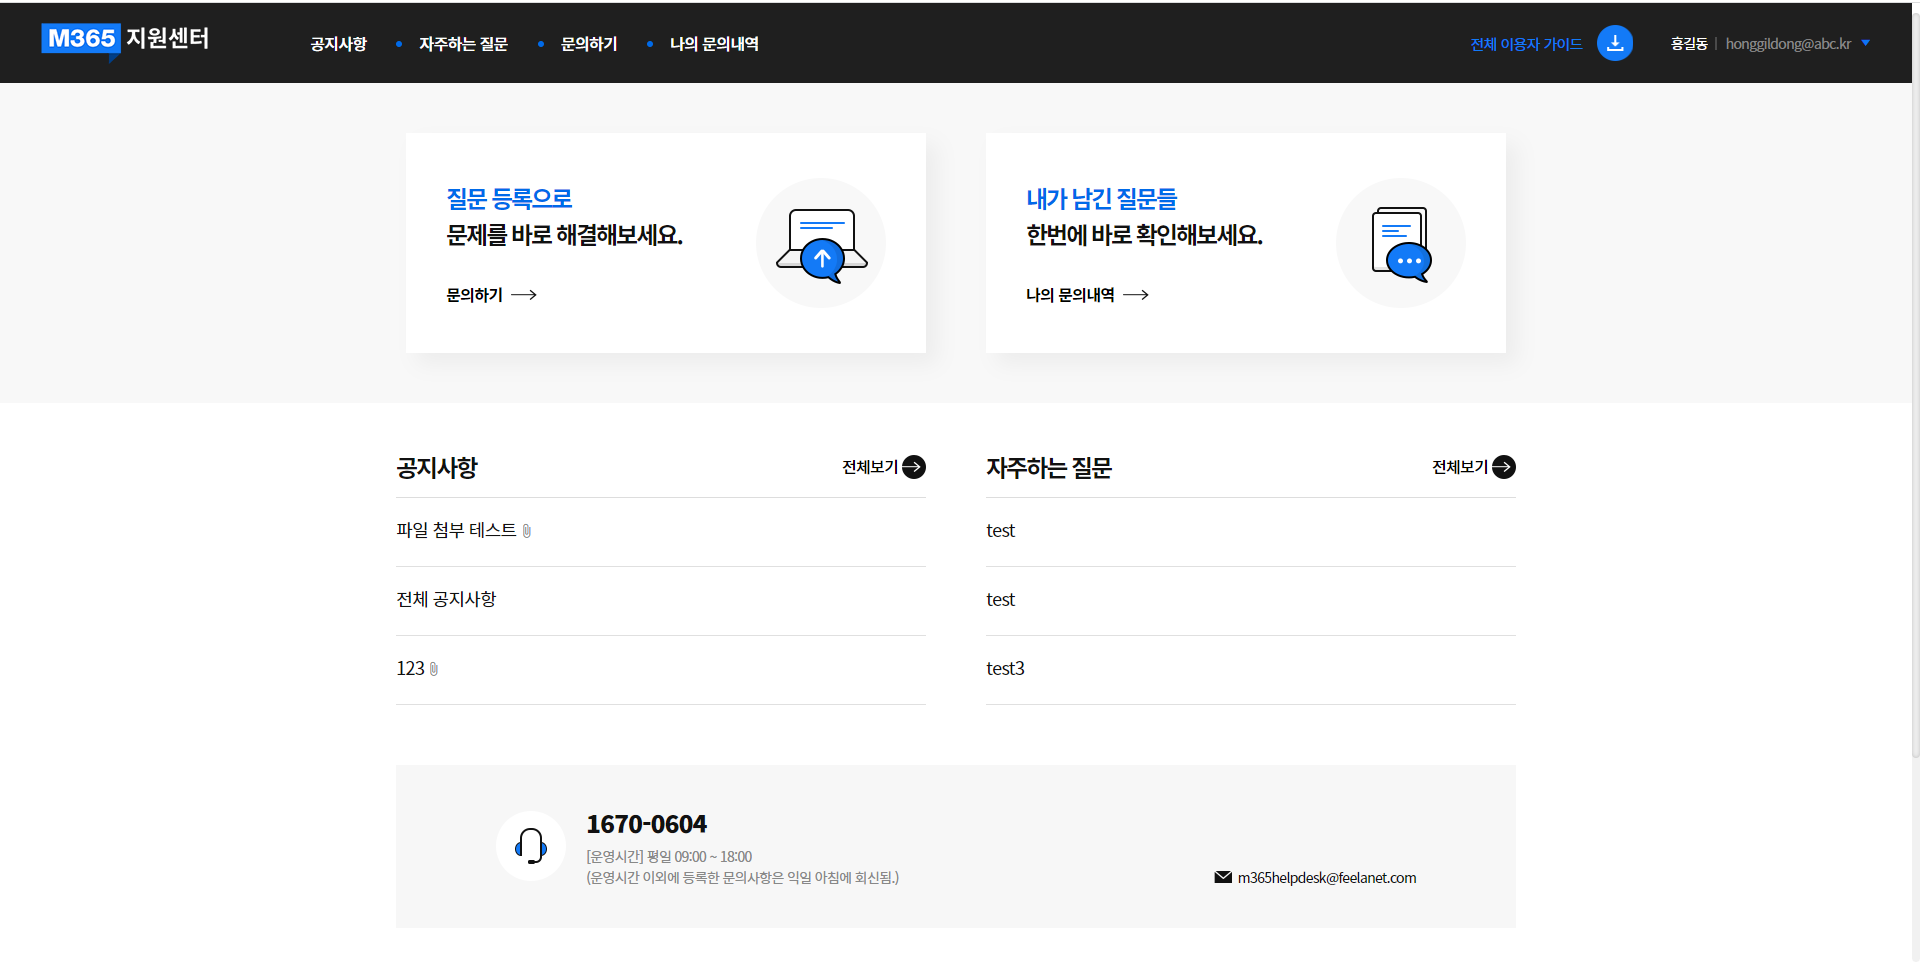 M365 지원센터
공지사항
자주하는 질문
문의하기
나의 문의내역
전체 이용자 가이드
홍길동 | honggildong@abc.kr
질문 등록으로
문제를 바로 해결해보세요.
문의하기
내가 남긴 질문들
한번에 바로 확인해보세요.
나의 문의내역
공지사항
전체보기
파일 첨부 테스트
전체 공지사항
123
자주하는 질문
전체보기
test
test
test3
1670-0604
[운영시간] 평일 09:00 ~ 18:00
(운영시간 이외에 등록한 문의사항은 익일 아침에 회신됨.)
m365helpdesk@feelanet.com